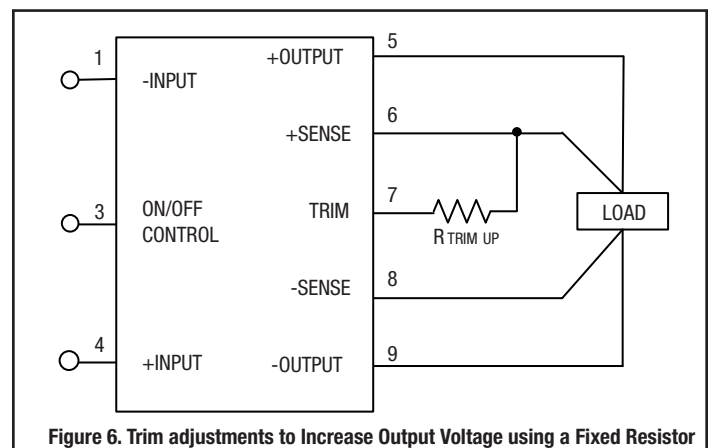 1
-INPUT
3
ON/OFF
CONTROL
4
+INPUT
+OUTPUT
5
+SENSE
6
TRIM
7
R TRIM UP
LOAD
-SENSE
8
-OUTPUT
9
Figure 6. Trim adjustments to Increase Output Voltage using a Fixed Resistor